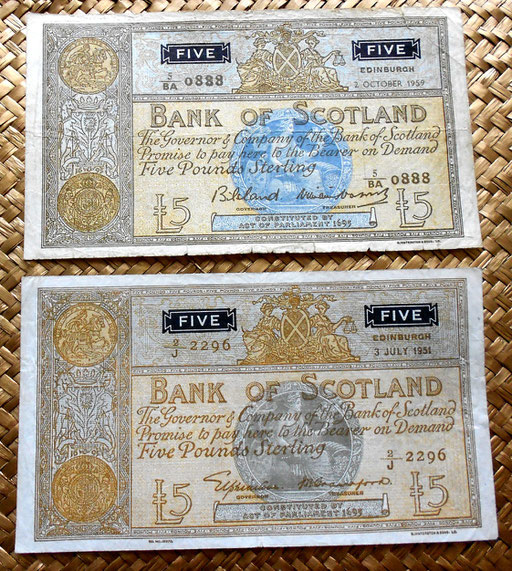 FIVE FIVE
5/BA 0888 EDINBURGH
2 OCTOBER 1959
BANK OF SCOTLAND
The Governor & Company of the Bank of Scotland
Promise to pay here to the Bearer on Demand
Five Pounds Sterling
5/BA 0888
GOVERNOR TREASURER
£5 £5
CONSTITUTED BY
ACT OF PARLIAMENT 1695
FIVE FIVE
2/J 2296 EDINBURGH
3 JULY 1951
BANK OF SCOTLAND
The Governor & Company of the Bank of Scotland
Promise to pay here to the Bearer on Demand
Five Pounds Sterling
2/J 2296
GOVERNOR TREASURER
£5 £5
CONSTITUTED BY
ACT OF PARLIAMENT 1695